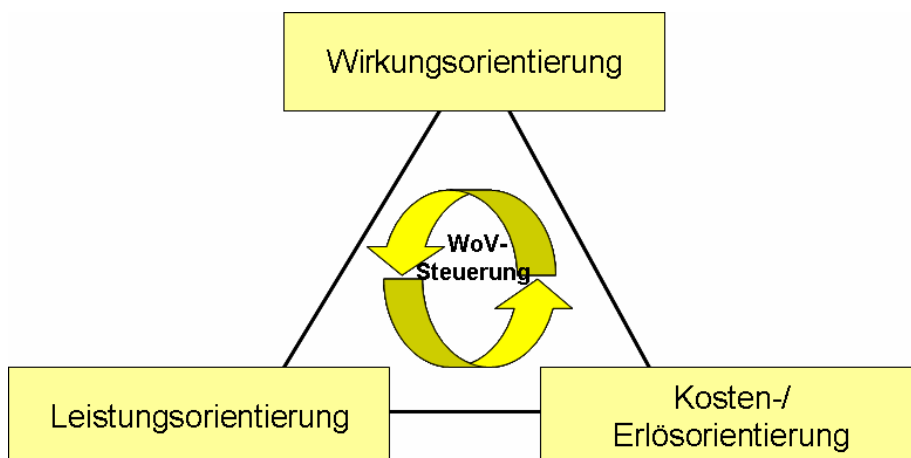 Wirkungsorientierung
WoV-
Steuerung
Leistungsorientierung
Kosten-/
Erlösorientierung